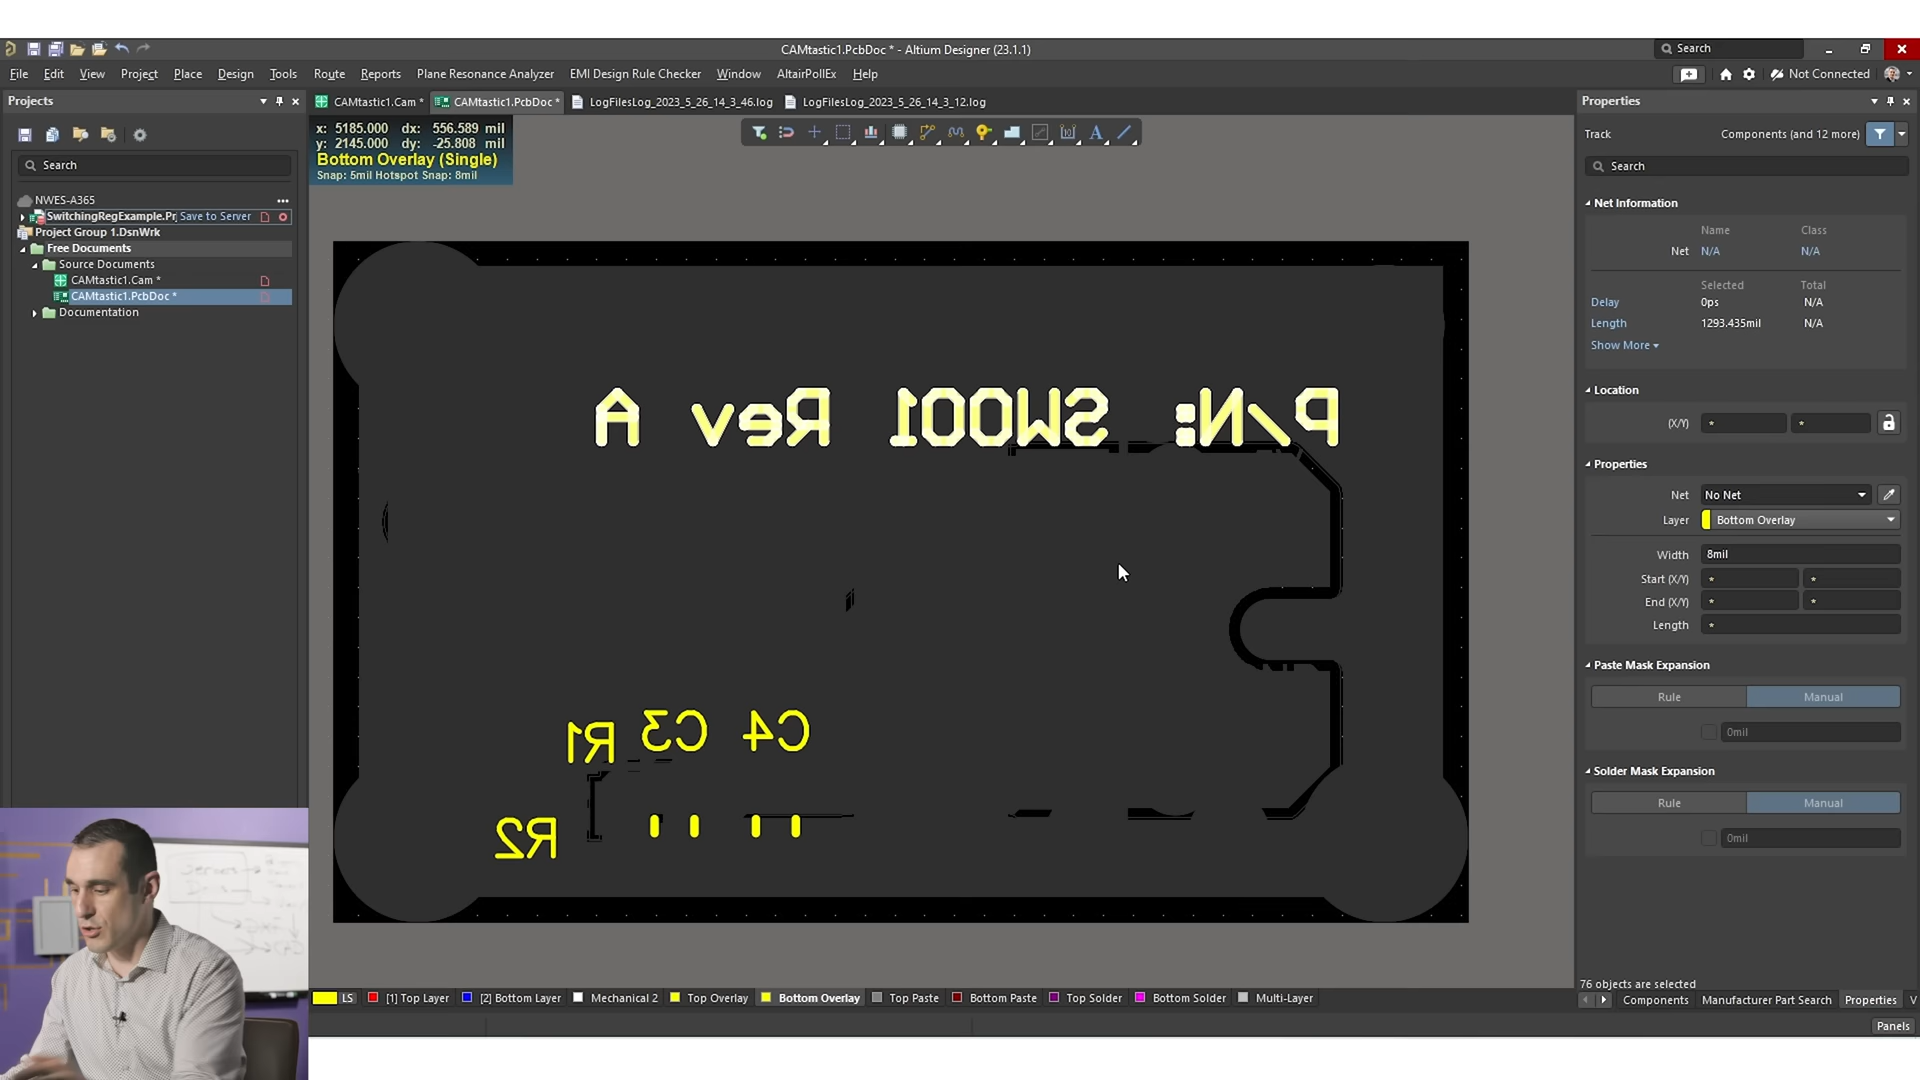 CAMtastic1.PcbDoc * - Altium Designer (23.1.1)
Search
File Edit View Project Place Design Tools Route Reports Plane Resonance Analyzer EMI Design Rule Checker Window AltairPollEx Help
Not Connected
Projects
CAMtastic1.Cam *
CAMtastic1.PcbDoc *
LogFilesLog_2023_5_26_14_3_46.log
LogFilesLog_2023_5_26_14_3_12.log
Properties
x: 5185.000 dx: 556.589 mil
y: 2145.000 dy: -25.808 mil
Bottom Overlay (Single)
Snap: 5mil Hotspot Snap: 8mil
Search
NWES-A365
SwitchingRegExample.Pr Save to Server
Project Group 1.DsnWrk
Free Documents
Source Documents
CAMtastic1.Cam *
CAMtastic1.PcbDoc *
Documentation
P/N: SW001 Rev A
C4
C3
R1
R2
Track Components (and 12 more)
Search
Net Information
Name Class
Net N/A N/A
Selected Total
Delay 0ps N/A
Length 1293.435mil N/A
Show More
Location
(X/Y) * *
Properties
Net No Net
Layer Bottom Overlay
Width 8mil
Start (X/Y) * *
End (X/Y) * *
Length *
Paste Mask Expansion
Rule Manual
0mil
Solder Mask Expansion
Rule Manual
0mil
76 objects are selected
LS [1] Top Layer [2] Bottom Layer Mechanical 2 Top Overlay Bottom Overlay Top Paste Bottom Paste Top Solder Bottom Solder Multi-Layer
Components Manufacturer Part Search Properties V
Panels